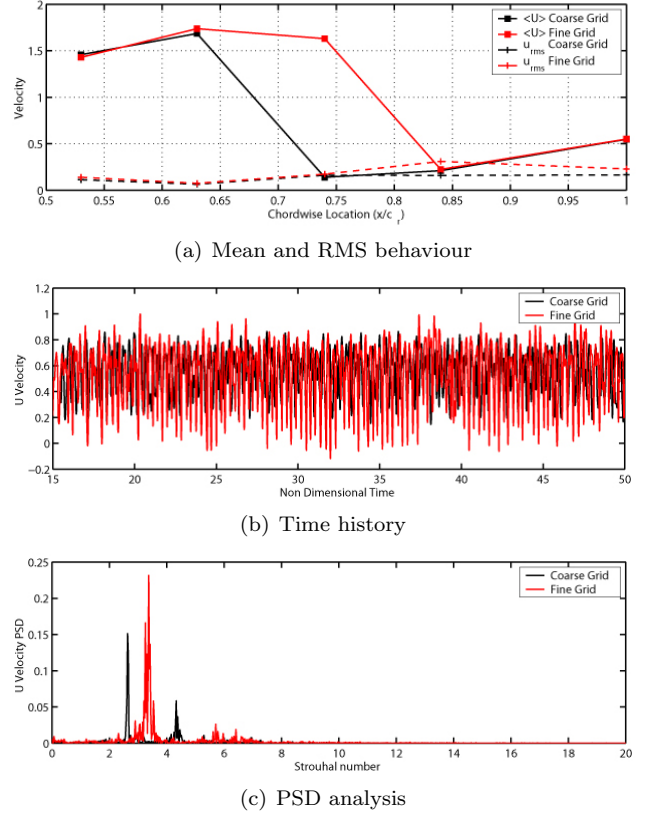 2
1.5
1
0.5
0
Velocity
<U> Coarse Grid
<U> Fine Grid
u_rms Coarse Grid
u_rms Fine Grid
0.5 0.55 0.6 0.65 0.7 0.75 0.8 0.85 0.9 0.95 1
Chordwise Location (x/c_r)
(a) Mean and RMS behaviour
1.2
1
0.8
0.6
0.4
0.2
0
−0.2
U Velocity
Coarse Grid
Fine Grid
15 20 25 30 35 40 45 50
Non Dimensional Time
(b) Time history
0.25
0.2
0.15
0.1
0.05
0
U Velocity PSD
Coarse Grid
Fine Grid
0 2 4 6 8 10 12 14 16 18 20
Strouhal number
(c) PSD analysis